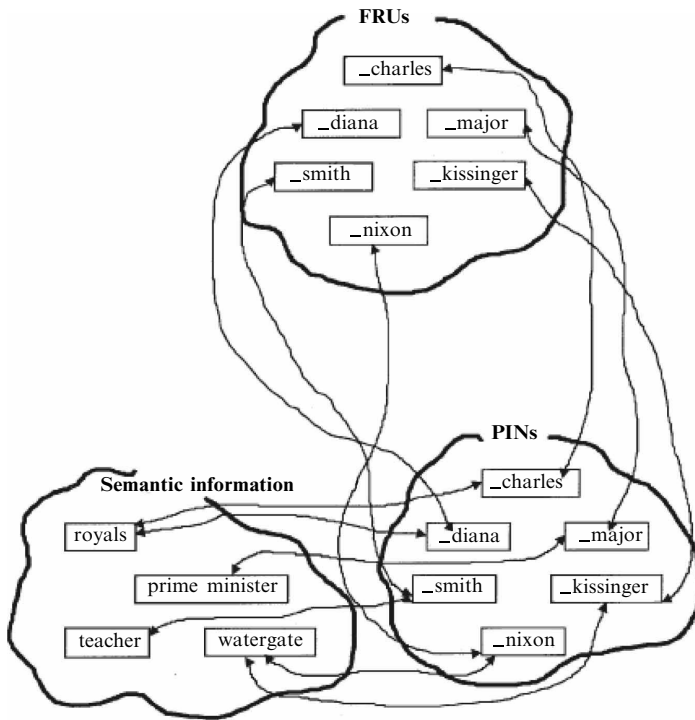 FRUs
_charles
_diana
_major
_smith
_kissinger
_nixon
PINs
_charles
_diana
_major
_smith
_kissinger
_nixon
Semantic information
royals
prime minister
teacher
watergate